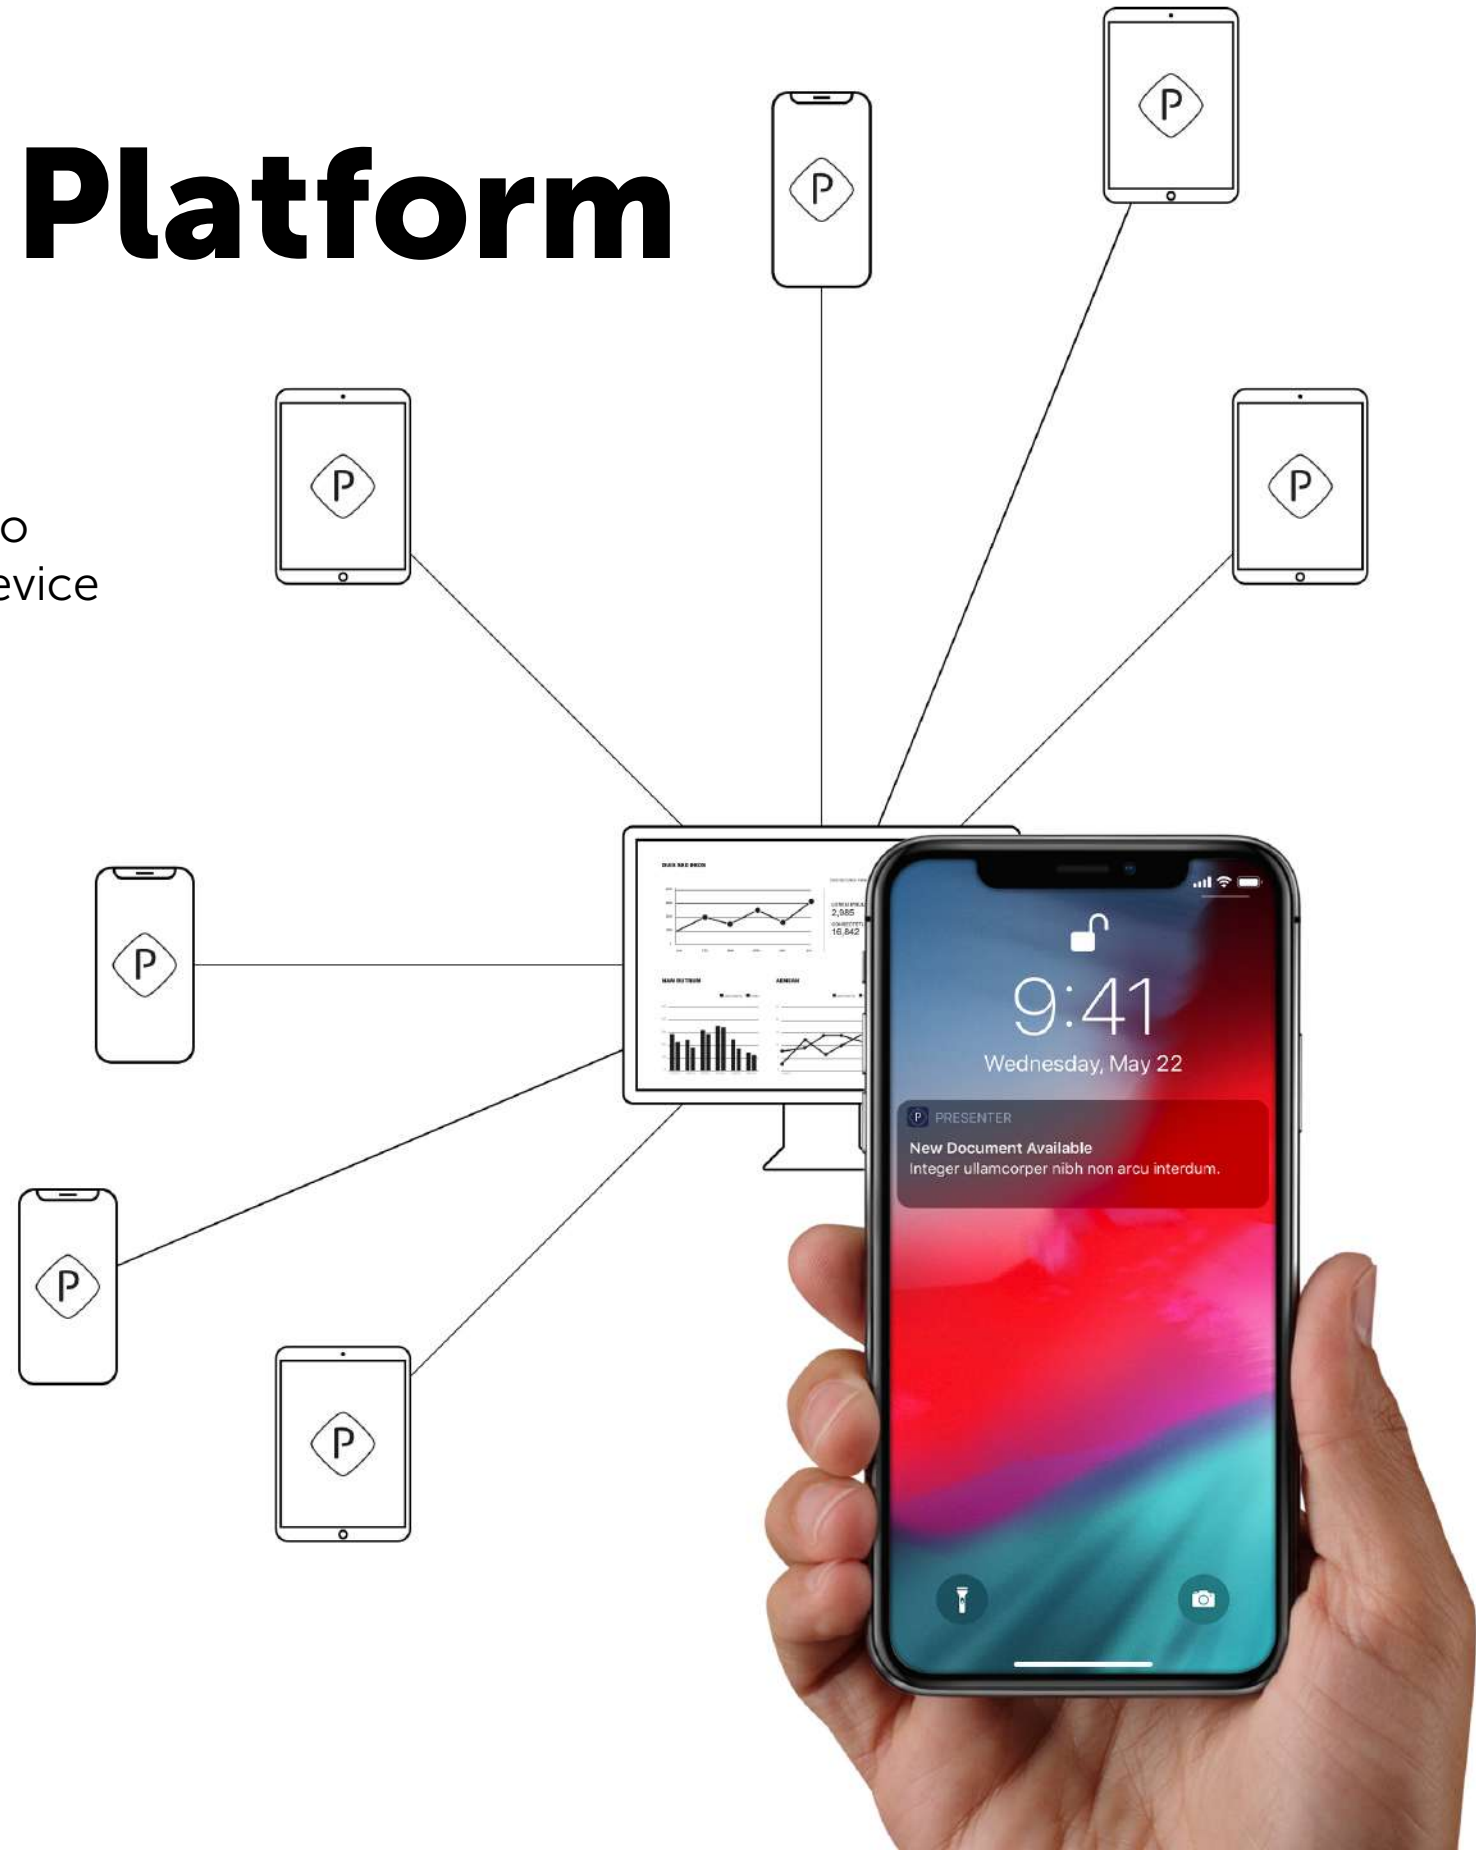 Platform
P
P
P
P
o
evice
P
2,985
16,842
9:41
Wednesday, May 22
P
P PRESENTER
New Document Available
Integer ullamcorper nibh non arcu interdum.
P
P